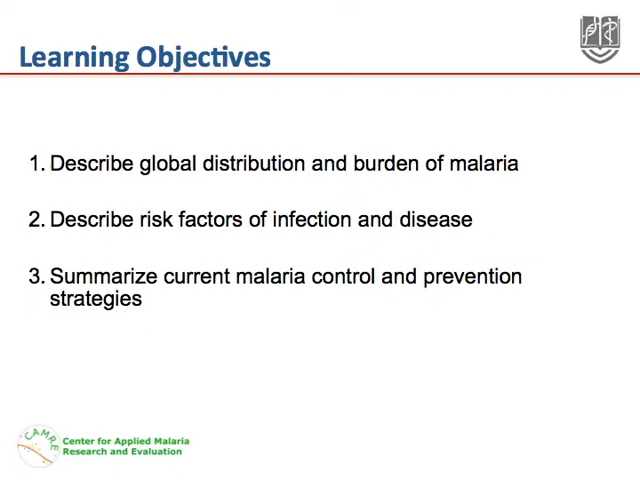 Learning Objectives
1. Describe global distribution and burden of malaria
2. Describe risk factors of infection and disease
3. Summarize current malaria control and prevention
strategies
CAMRE
Center for Applied Malaria
Research and Evaluation